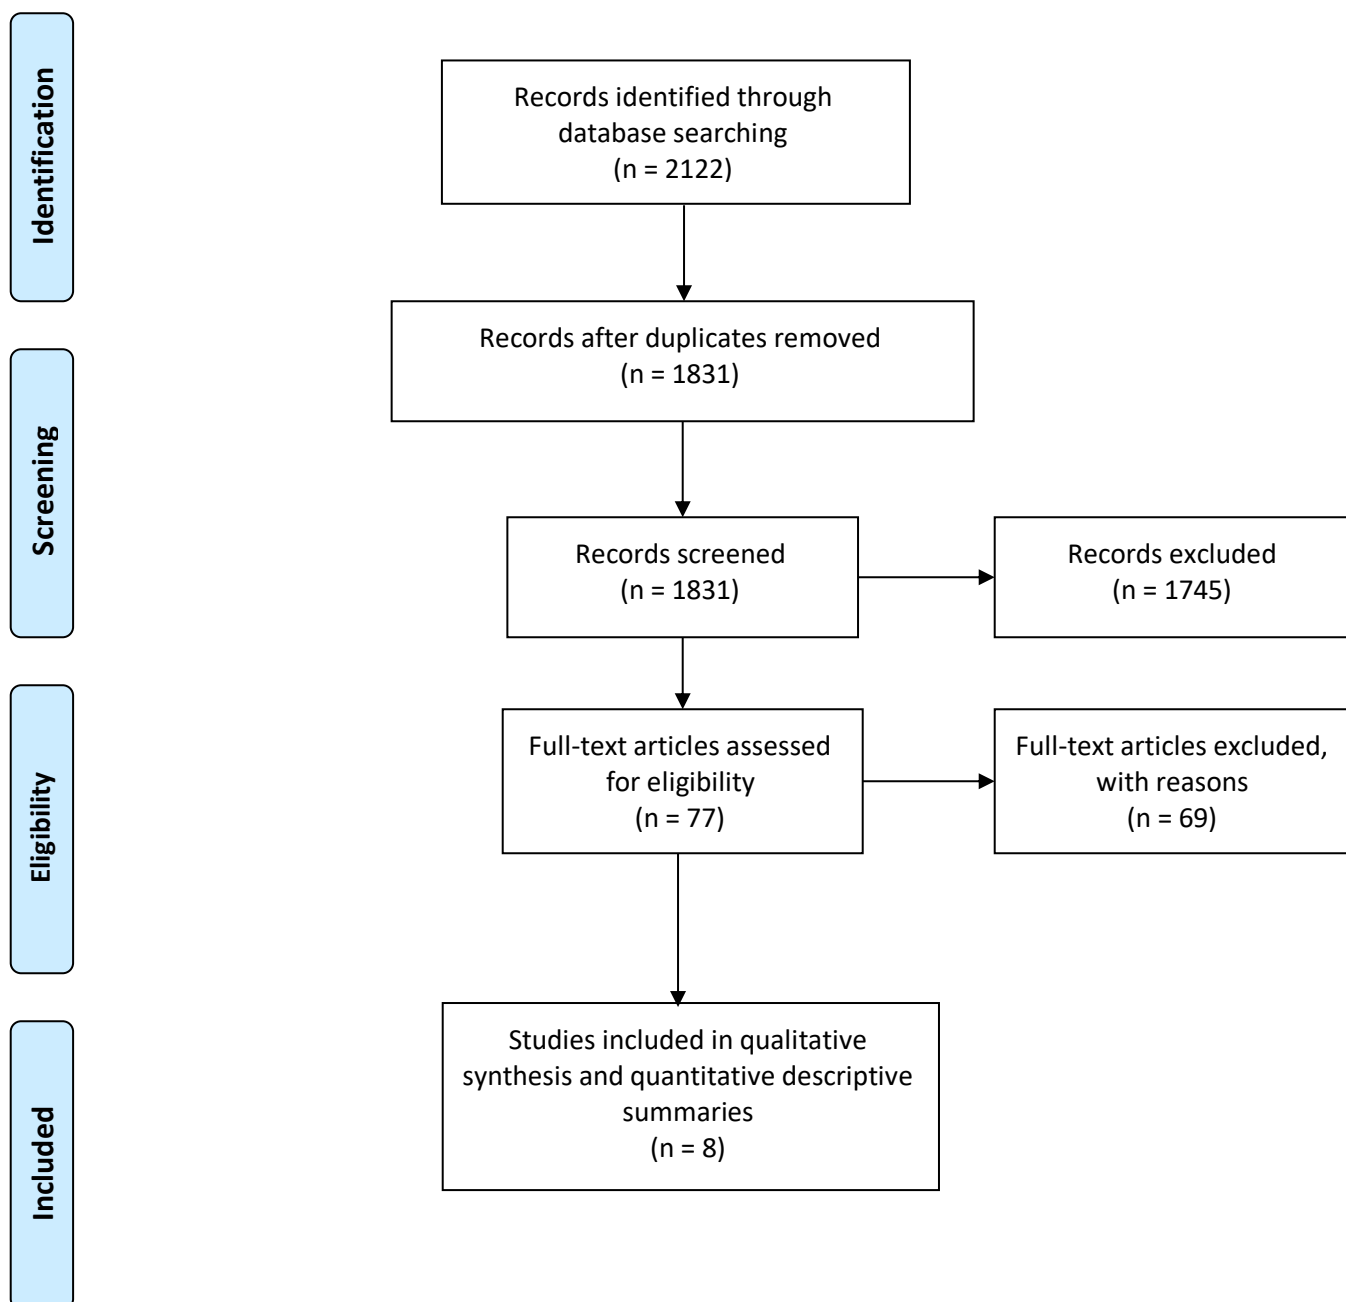 Identification
Records identified through
database searching
(n = 2122)
Records after duplicates removed
(n = 1831)
Screening
Records screened
(n = 1831)
Records excluded
(n = 1745)
Eligibility
Full-text articles assessed
for eligibility
(n = 77)
Full-text articles excluded,
with reasons
(n = 69)
Included
Studies included in qualitative
synthesis and quantitative descriptive
summaries
(n = 8)